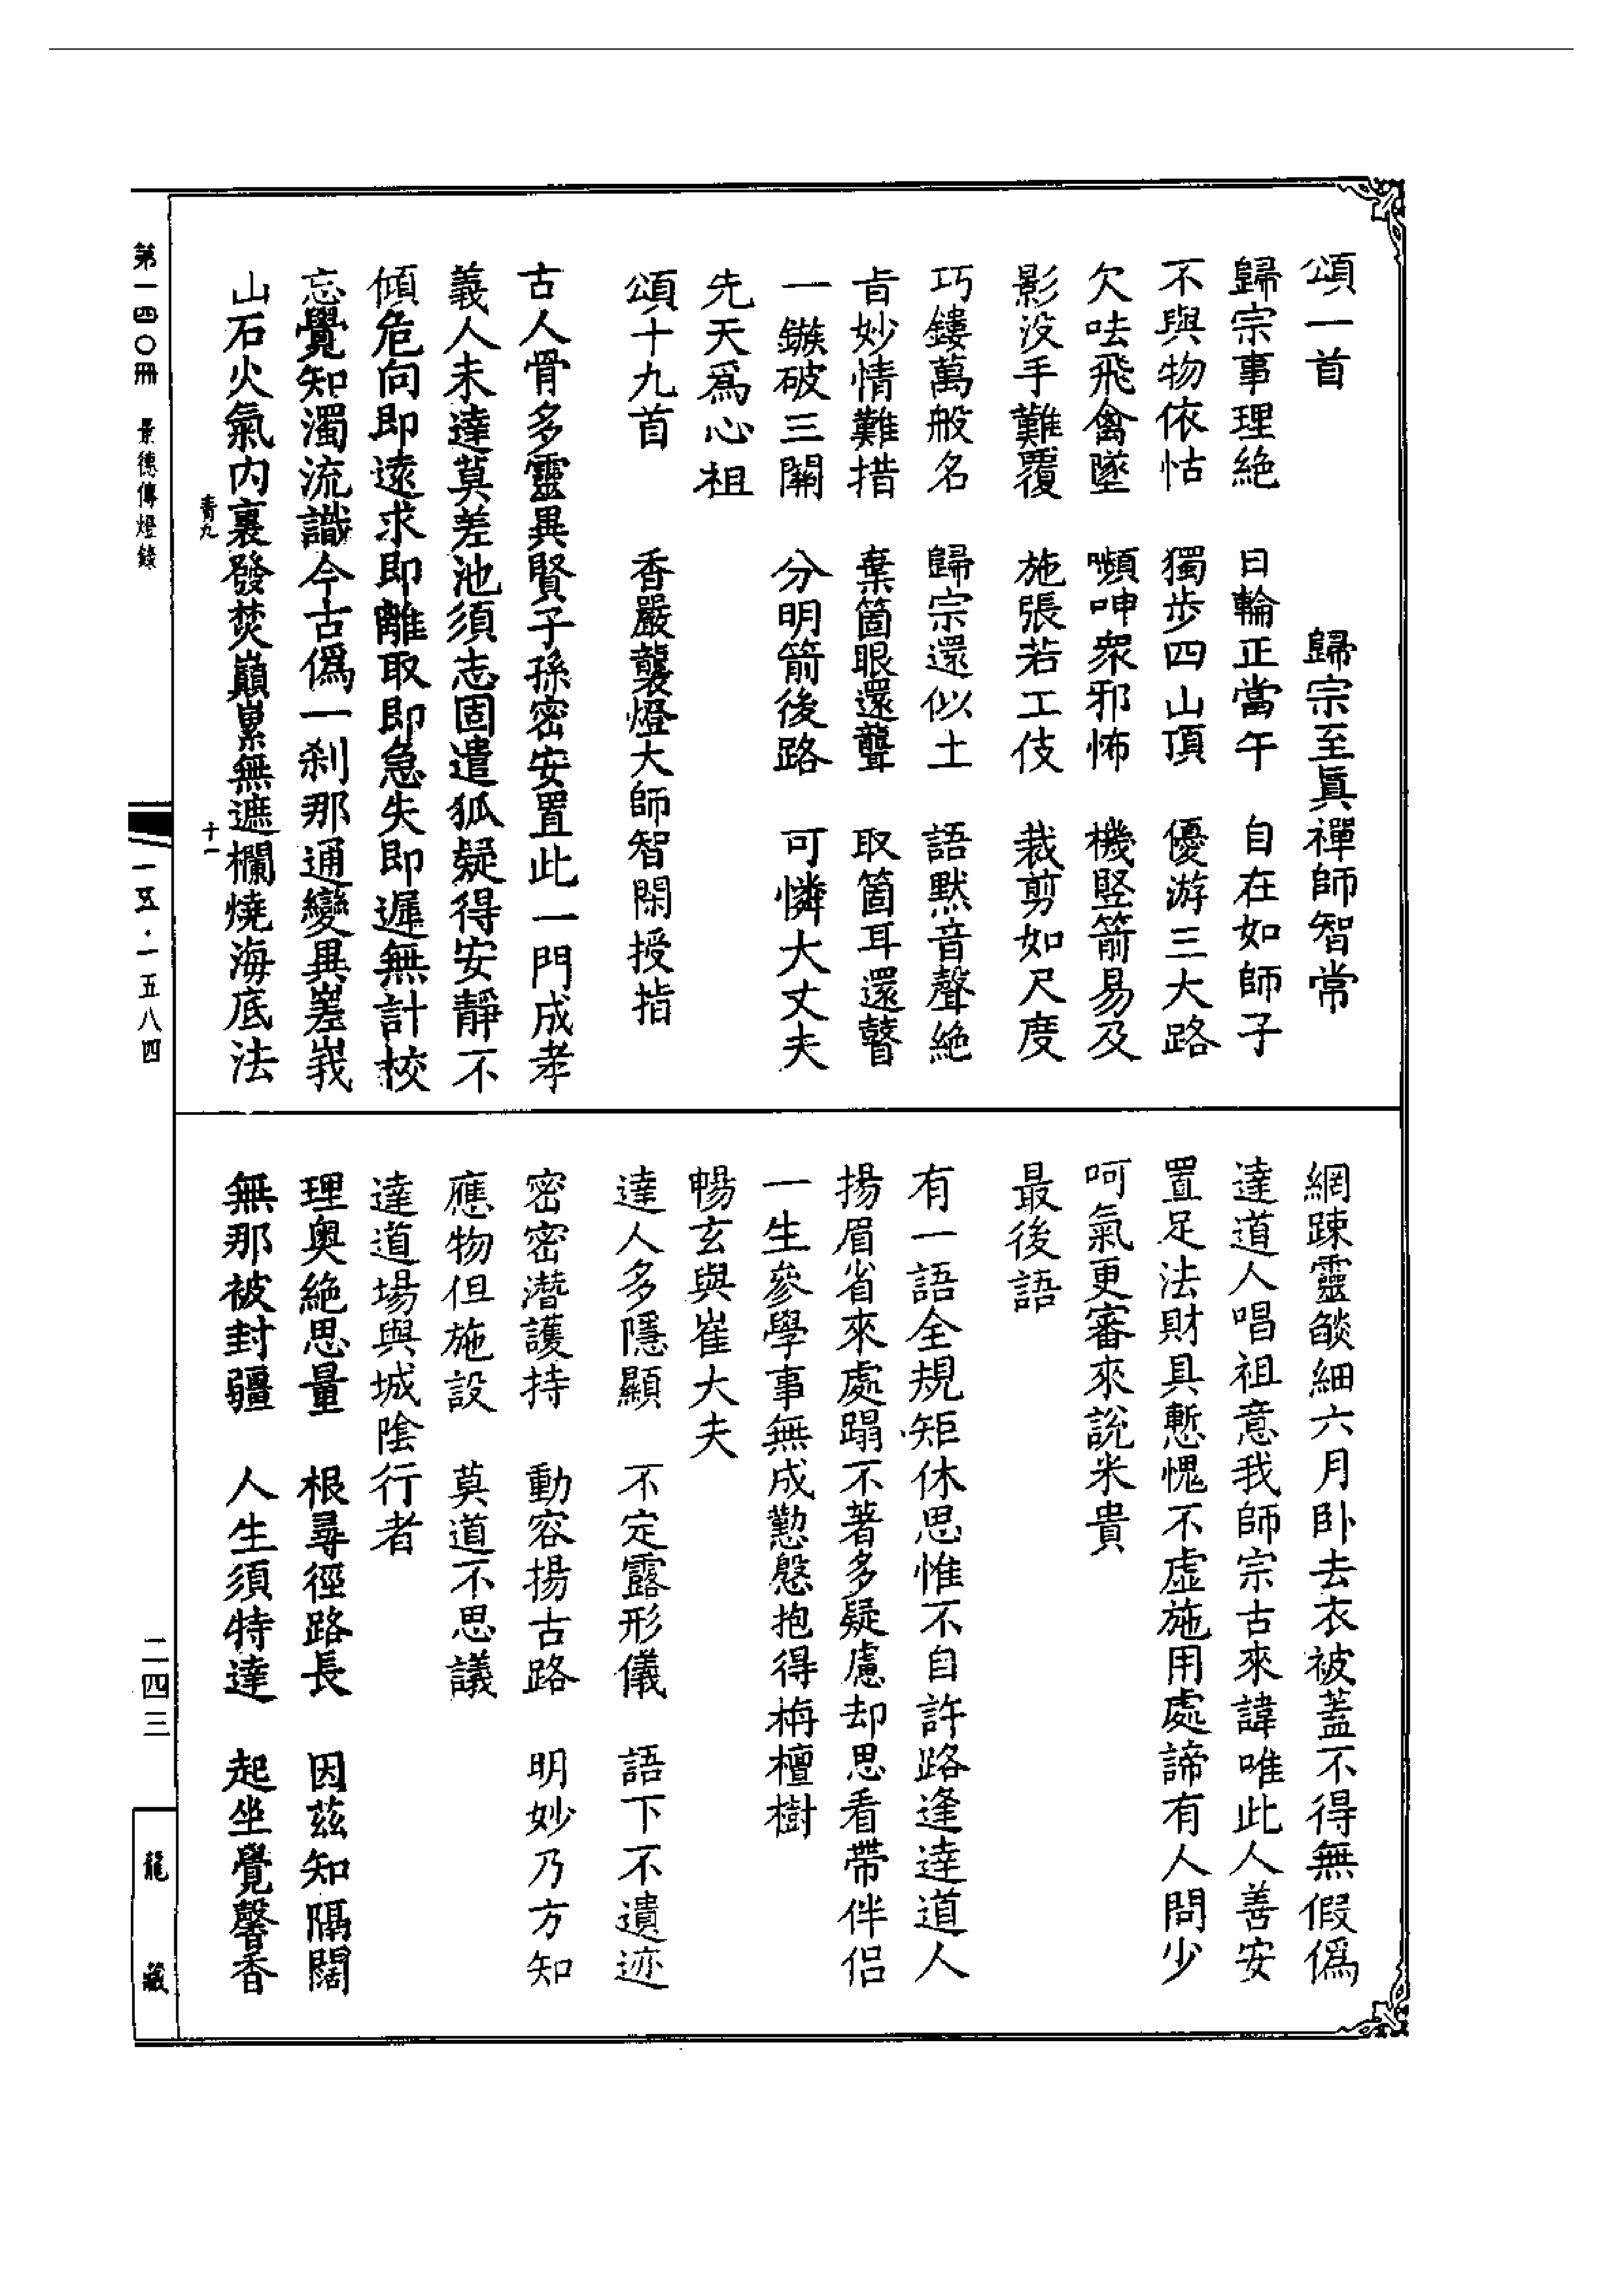 頌一首　歸宗至眞禪師智常
歸宗事理絶　日輪正當午　自在如師子
不與物依怙　獨步四山頂　優游三大路
欠呿飛禽墜　嚬呻衆邪怖　機竪箭易及
影没手難覆　施張若工伎　裁剪如尺度
巧鏤萬般名　歸宗還似土　語默音聲絶
㫖妙情難措　棄箇眼還聾　取箇耳還瞽
一鏃破三關　分明箭後路　可憐大丈夫
先天爲心祖
頌十九首　香嚴襲燈大師智閑授指
古人骨多靈異賢子孫密安置此一門成孝
義人未達莫差池須志固遣狐疑得安靜不
傾危向即遠求即離取即急失即遲無計校
忘覺知濁流識今古僞一剎那通變異嵳峩
山石火氣内裏發焚巔㠥無遮欄燒海底法
網疎靈燄細六月卧去衣被蓋不得無假僞
達道人唱祖意我師宗古來諱唯此人善安
置足法財具慙愧不虚施用處諦有人問少
呵氣更審來說米貴
最後語
有一語全規矩休思惟不自許路逢達道人
揚眉省來處蹋不著多疑慮却思看帶伴侣
一生參學事無成懃慇抱得栴檀樹
暢玄與崔大夫
達人多隱顯　不定露形儀　語下不遺迹
密密潛護持　動容揚古路　明妙乃方知
應物但施設　莫道不思議
達道場與城陰行者
理奥絶思量　根尋徑路長　因茲知隔闊
無那被封疆　人生須特達　起坐覺馨香
青九　十一
第一四〇冊　景德傳燈錄
一五·一五八四
二四三
龍藏